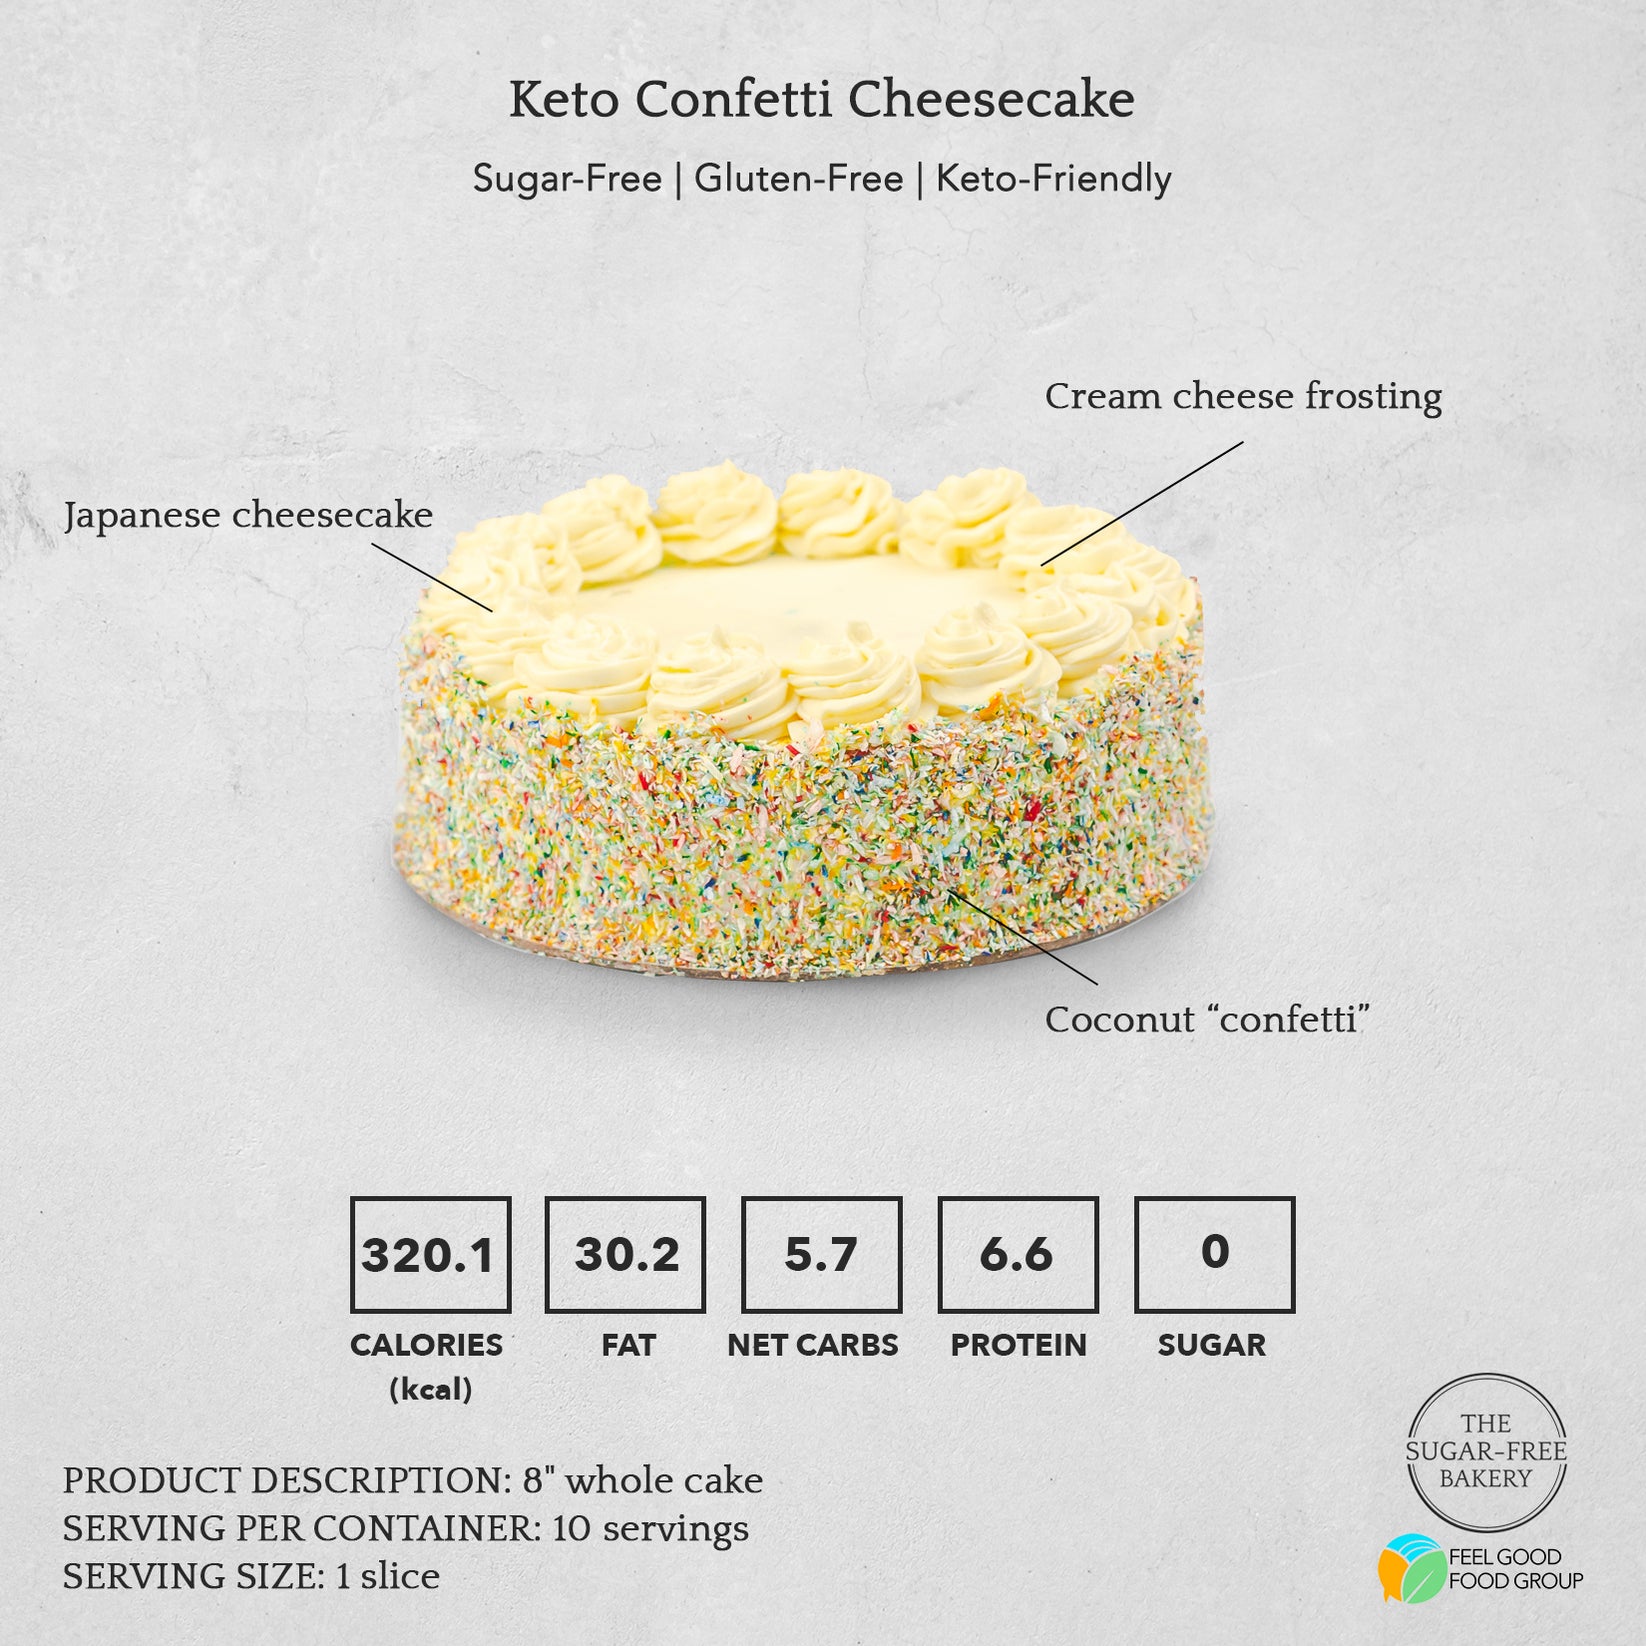 Keto Confetti Cheesecake
Sugar-Free | Gluten-Free | Keto-Friendly
Cream cheese frosting
Japanese cheesecake
Coconut “confetti”
320.1
30.2
5.7
6.6
0
CALORIES
(kcal)
FAT
NET CARBS
PROTEIN
SUGAR
PRODUCT DESCRIPTION: 8" whole cake
SERVING PER CONTAINER: 10 servings
SERVING SIZE: 1 slice
THE
SUGAR-FREE
BAKERY
FEEL GOOD
FOOD GROUP